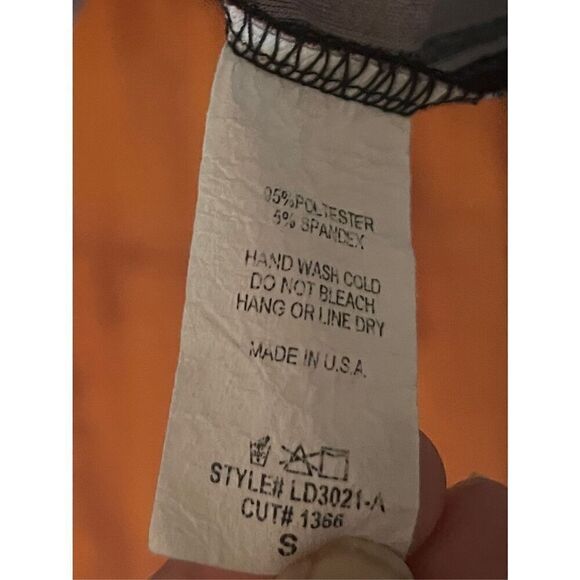 95%POLYESTER
5% SPANDEX
HAND WASH COLD
DO NOT BLEACH
HANG OR LINE DRY
MADE IN U.S.A.
STYLE# LD3021-A
CUT# 1366
S